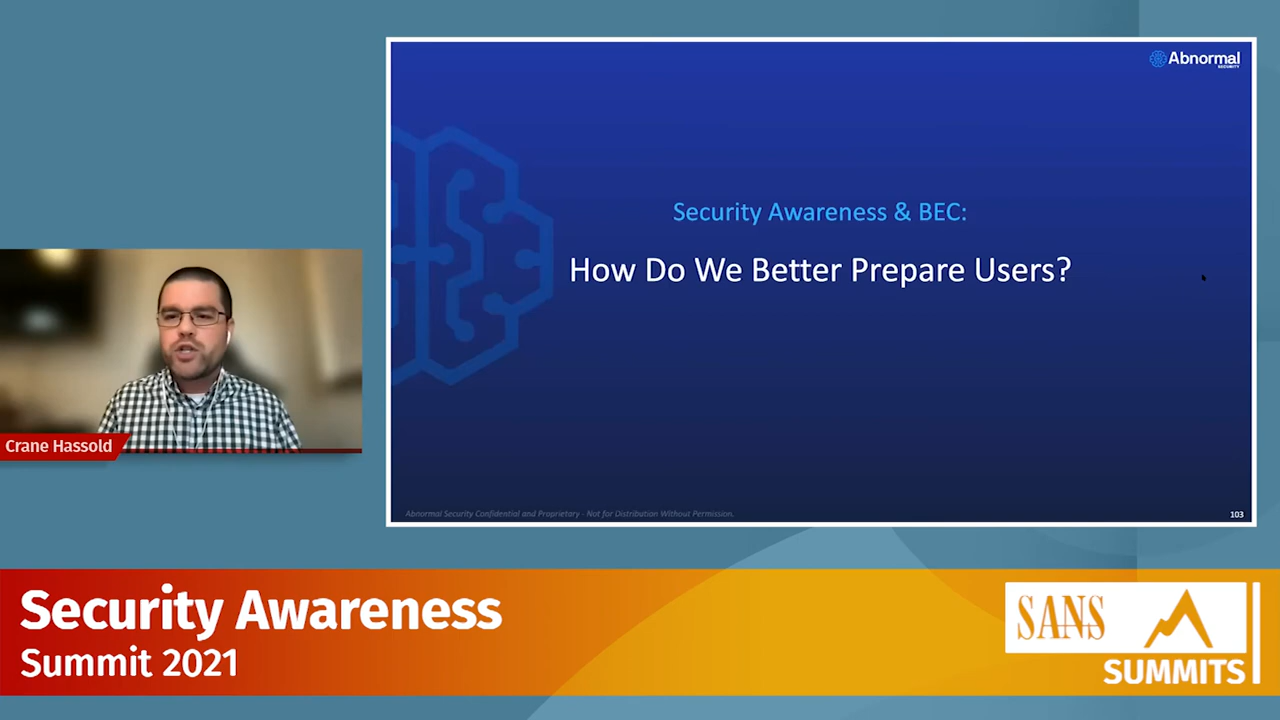 Abnormal
SECURITY
Security Awareness & BEC:
How Do We Better Prepare Users?
Crane Hassold
Abnormal Security Confidential and Proprietary - Not for Distribution Without Permission.
103
Security Awareness
Summit 2021
SANS
SUMMITS